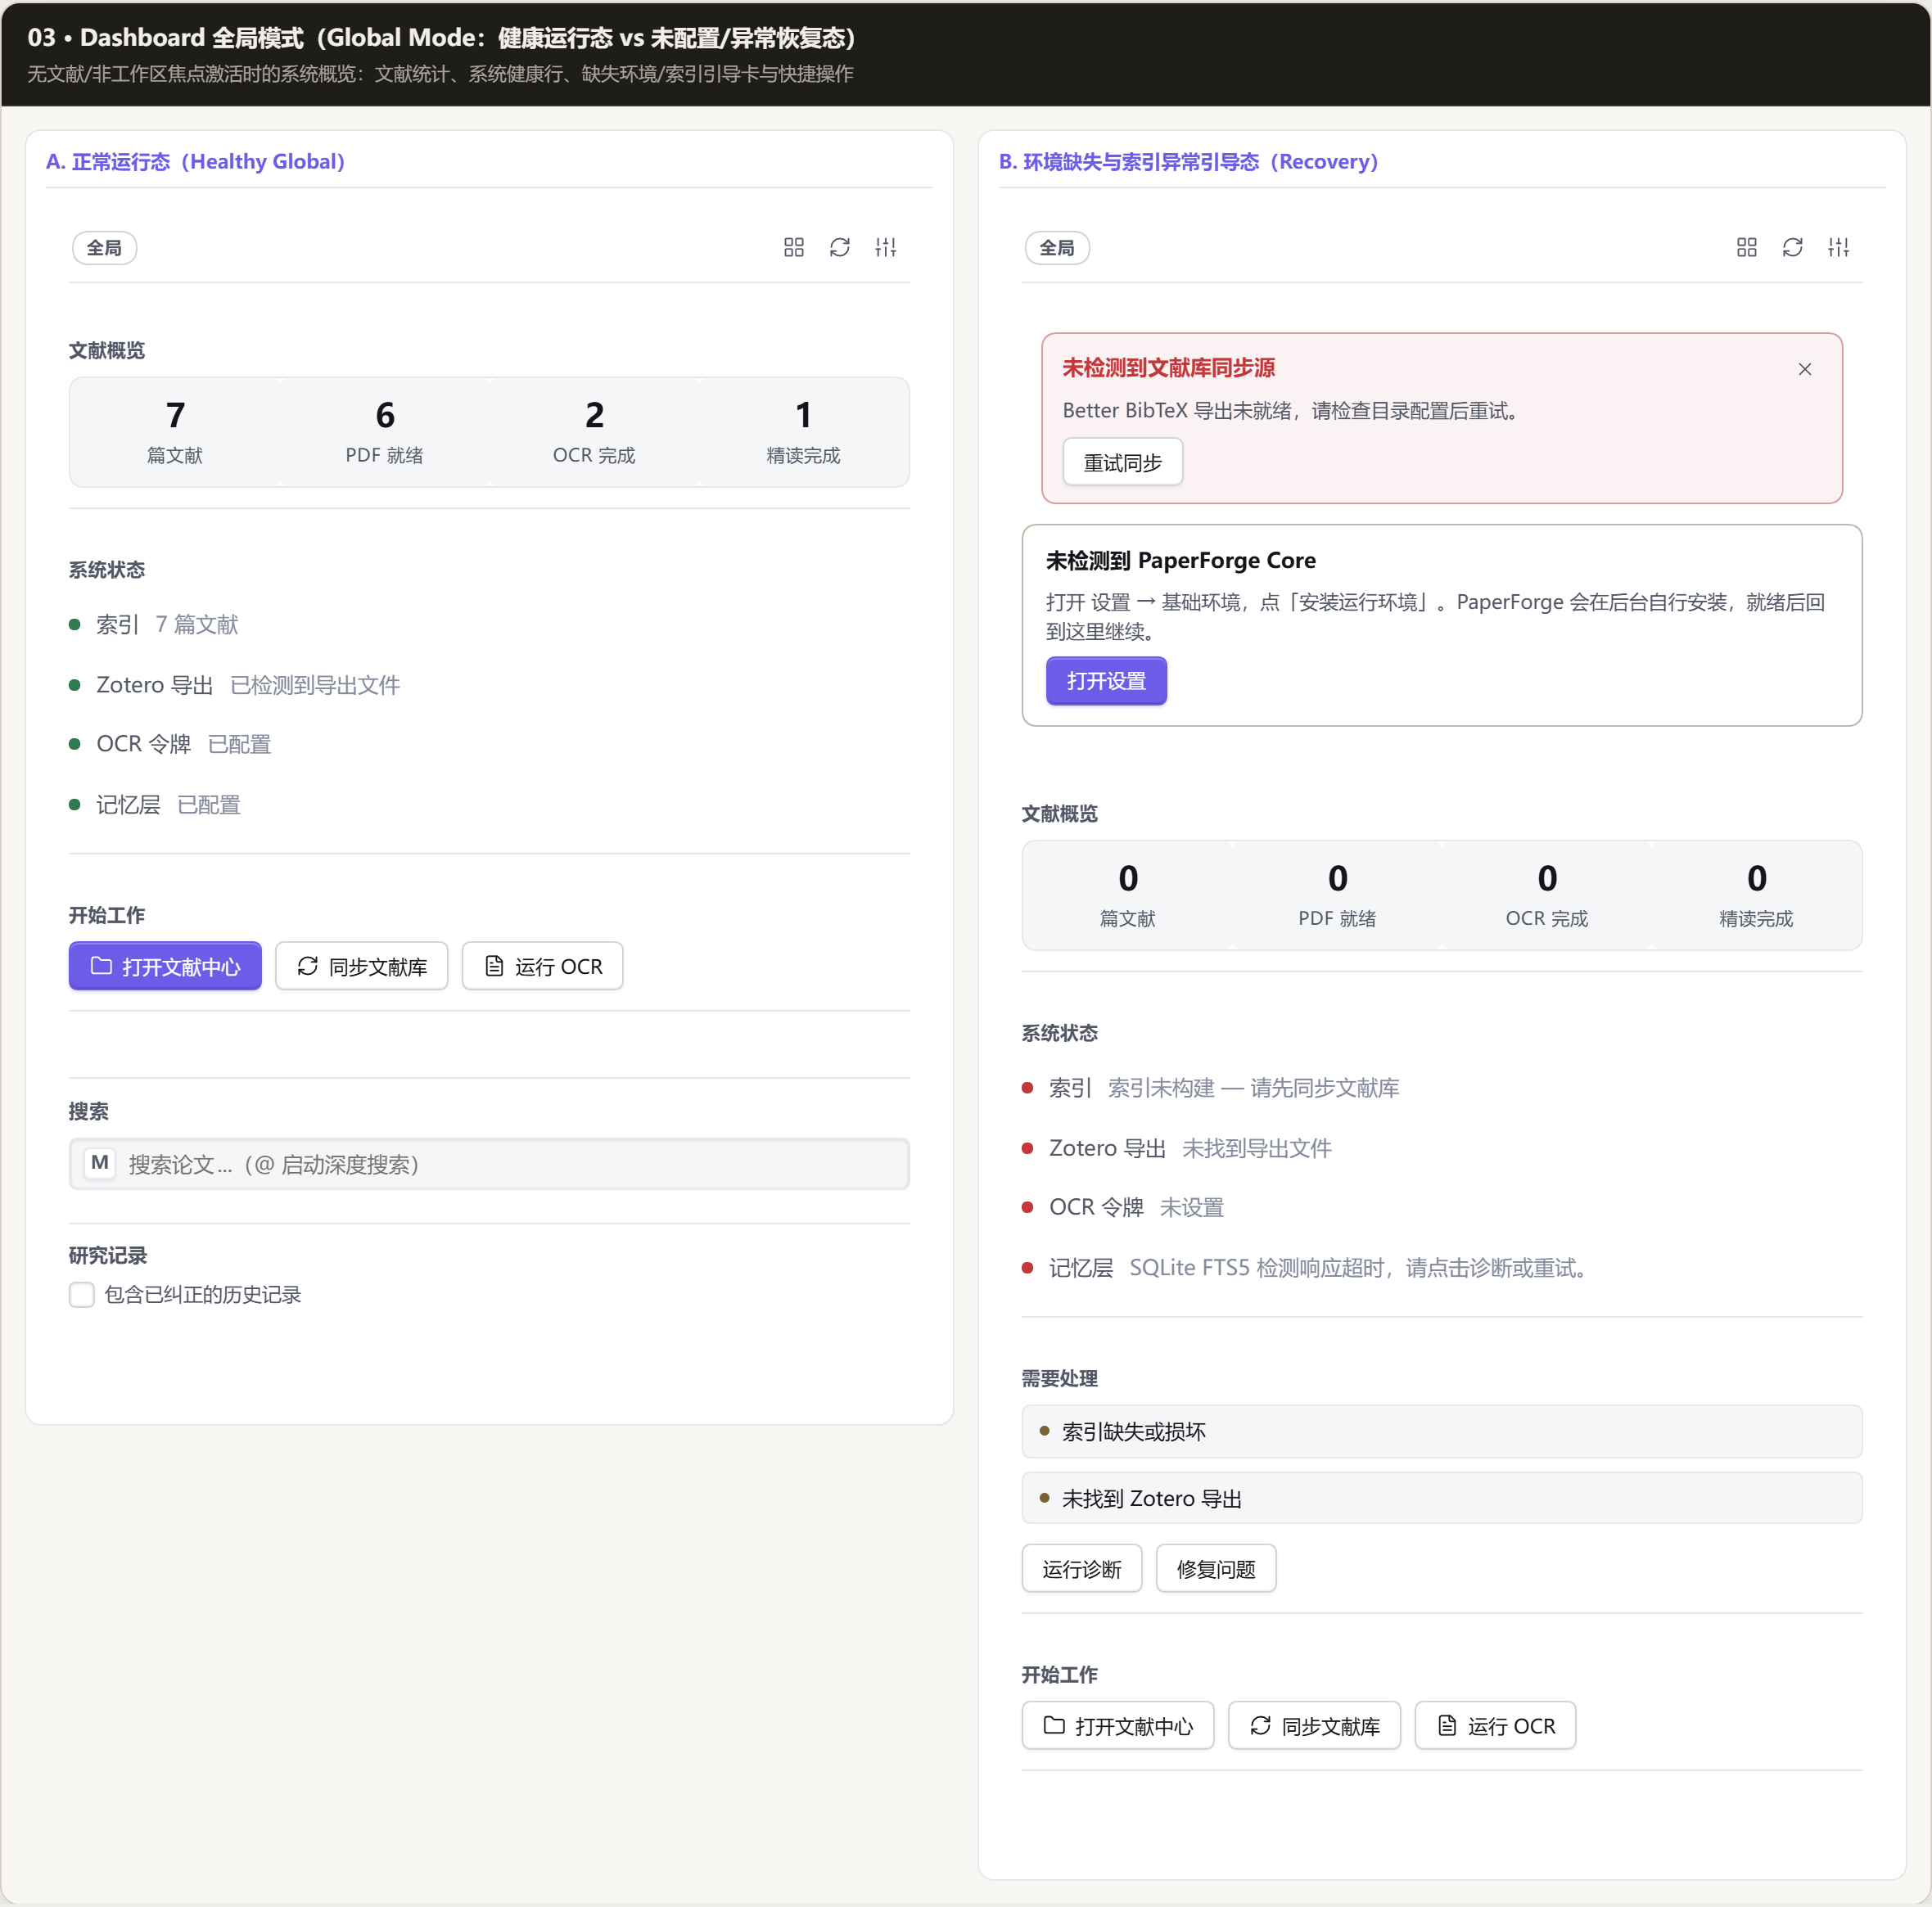 03 • Dashboard 全局模式（Global Mode：健康运行态 vs 未配置/异常恢复态）
无文献/非工作区焦点激活时的系统概览：文献统计、系统健康行、缺失环境/索引引导卡与快捷操作
A. 正常运行态（Healthy Global）
全局
文献概览
7
篇文献
6
PDF 就绪
2
OCR 完成
1
精读完成
系统状态
索引 7 篇文献
Zotero 导出 已检测到导出文件
OCR 令牌 已配置
记忆层 已配置
开始工作
打开文献中心
同步文献库
运行 OCR
搜索
M 搜索论文…（@ 启动深度搜索）
研究记录
包含已纠正的历史记录
B. 环境缺失与索引异常引导态（Recovery）
全局
未检测到文献库同步源
Better BibTeX 导出未就绪，请检查目录配置后重试。
重试同步
未检测到 PaperForge Core
打开 设置 → 基础环境，点「安装运行环境」。PaperForge 会在后台自行安装，就绪后回
到这里继续。
打开设置
文献概览
0
篇文献
0
PDF 就绪
0
OCR 完成
0
精读完成
系统状态
索引 索引未构建 — 请先同步文献库
Zotero 导出 未找到导出文件
OCR 令牌 未设置
记忆层 SQLite FTS5 检测响应超时，请点击诊断或重试。
需要处理
索引缺失或损坏
未找到 Zotero 导出
运行诊断
修复问题
开始工作
打开文献中心
同步文献库
运行 OCR